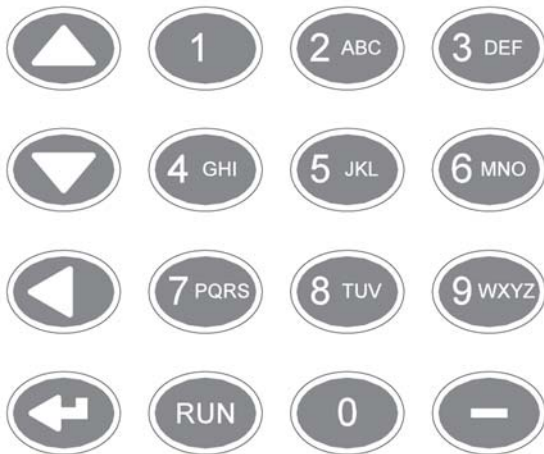 1 2 ABC 3 DEF
4 GHI 5 JKL 6 MNO
7 PQRS 8 TUV 9 WXYZ
RUN 0 –